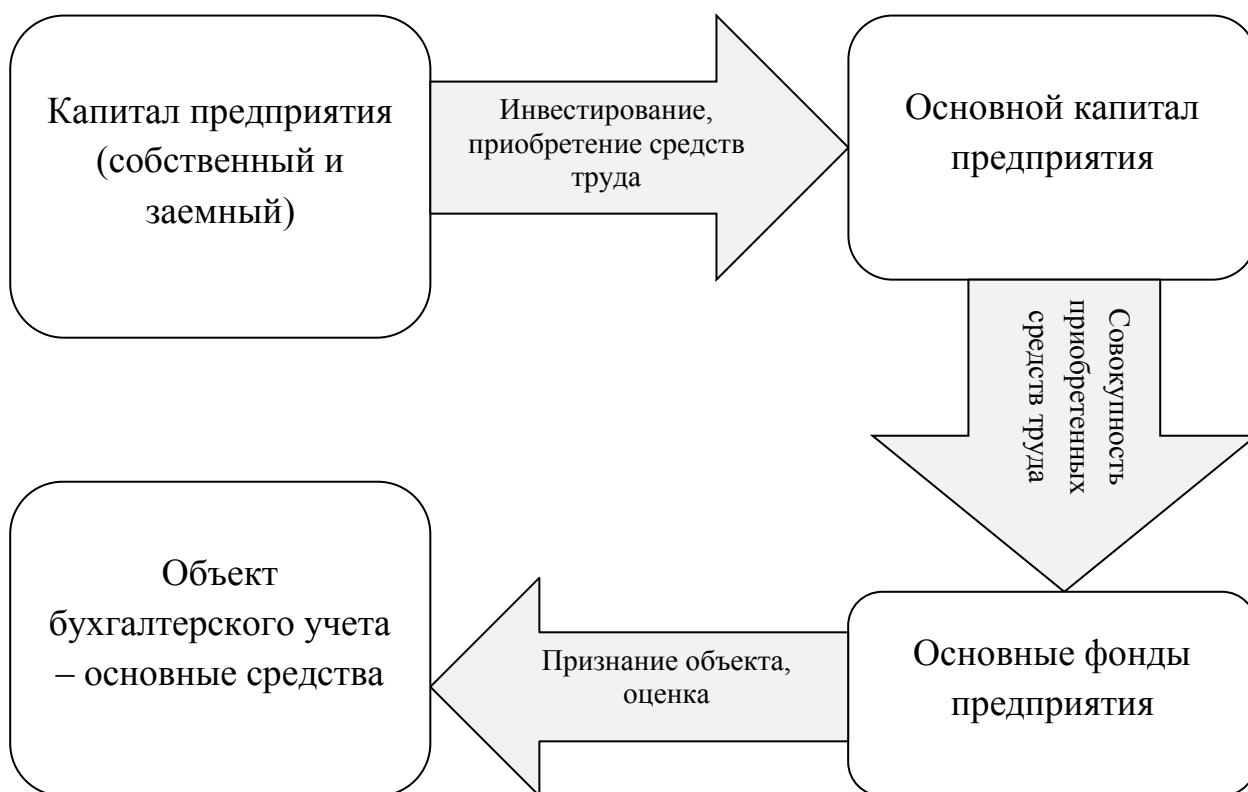 Капитал предприятия
(собственный и
заемный)
Инвестирование,
приобретение средств
труда
Основной капитал
предприятия
Совокупность
приобретенных
средств труда
Основные фонды
предприятия
Признание объекта,
оценка
Объект
бухгалтерского учета
– основные средства